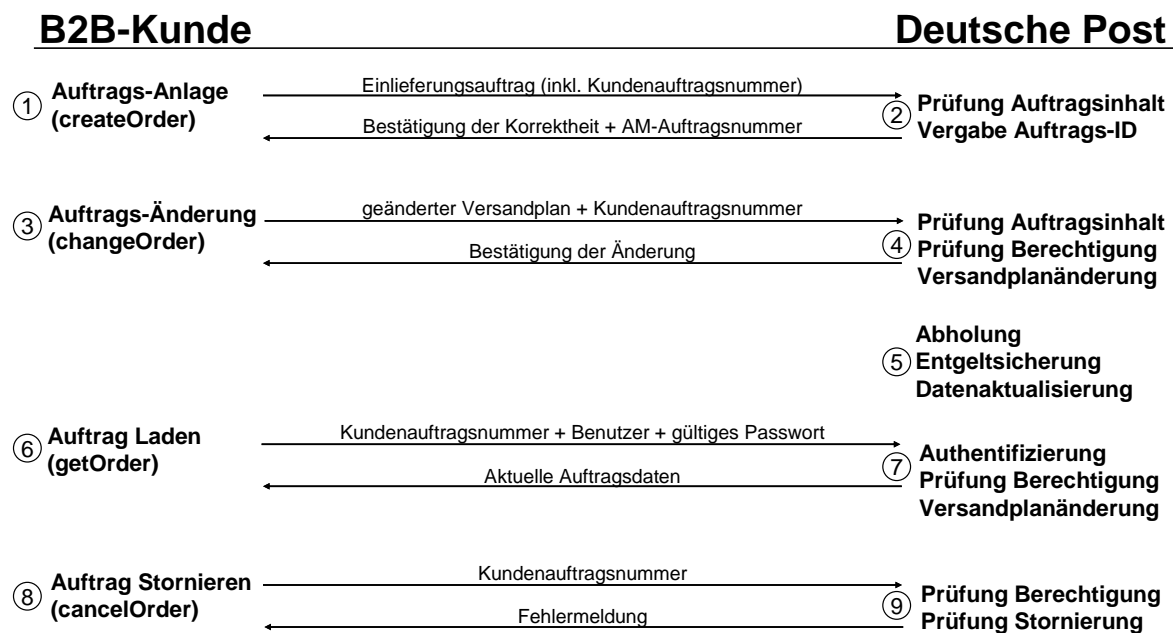 B2B-Kunde
Deutsche Post
1
Auftrags-Anlage
(createOrder)
Einlieferungsauftrag (inkl. Kundenauftragsnummer)
Bestätigung der Korrektheit + AM-Auftragsnummer
2
Prüfung Auftragsinhalt
Vergabe Auftrags-ID
3
Auftrags-Änderung
(changeOrder)
geänderter Versandplan + Kundenauftragsnummer
Bestätigung der Änderung
4
Prüfung Auftragsinhalt
Prüfung Berechtigung
Versandplanänderung
5
Abholung
Entgeltsicherung
Datenaktualisierung
6
Auftrag Laden
(getOrder)
Kundenauftragsnummer + Benutzer + gültiges Passwort
Aktuelle Auftragsdaten
7
Authentifizierung
Prüfung Berechtigung
Versandplanänderung
8
Auftrag Stornieren
(cancelOrder)
Kundenauftragsnummer
Fehlermeldung
9
Prüfung Berechtigung
Prüfung Stornierung